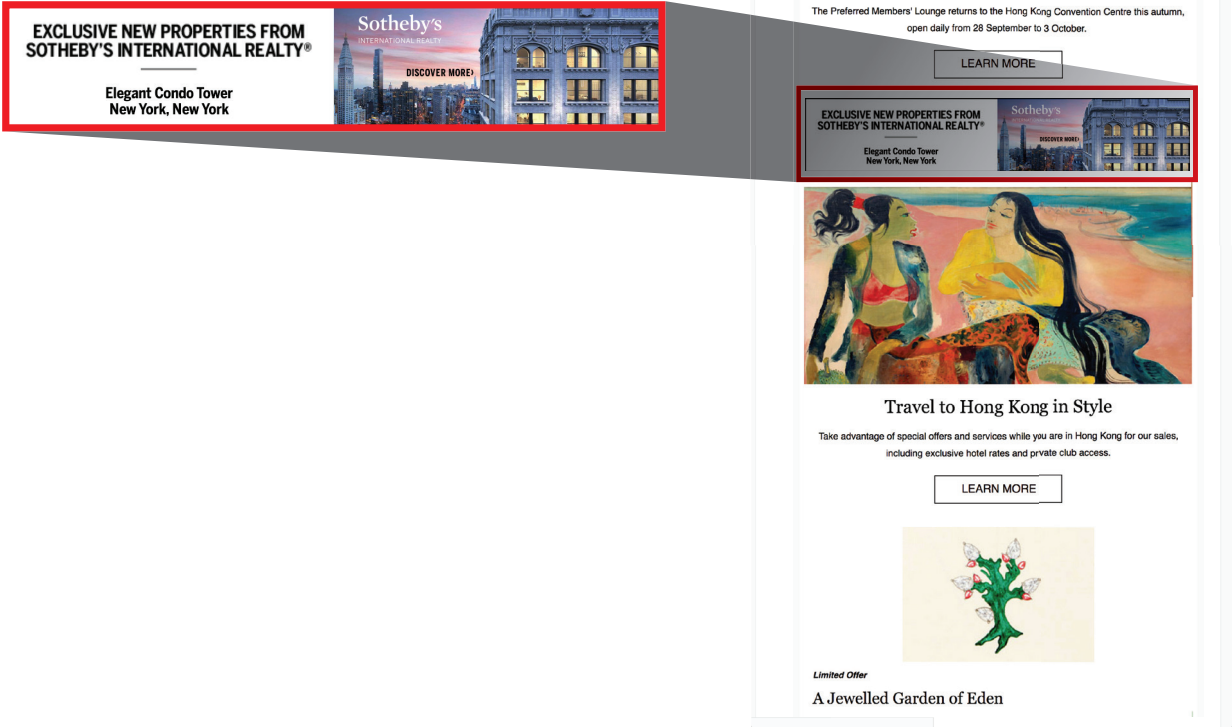 EXCLUSIVE NEW PROPERTIES FROM
SOTHEBY'S INTERNATIONAL REALTY®
Elegant Condo Tower
New York, New York
Sotheby's
INTERNATIONAL REALTY
DISCOVER MORE›
The Preferred Members' Lounge returns to the Hong Kong Convention Centre this autumn,
open daily from 28 September to 3 October.
LEARN MORE
EXCLUSIVE NEW PROPERTIES FROM
SOTHEBY'S INTERNATIONAL REALTY®
Elegant Condo Tower
New York, New York
Sotheby's
INTERNATIONAL REALTY
DISCOVER MORE›
Travel to Hong Kong in Style
Take advantage of special offers and services while you are in Hong Kong for our sales,
including exclusive hotel rates and prvate club access.
LEARN MORE
Limited Offer
A Jewelled Garden of Eden